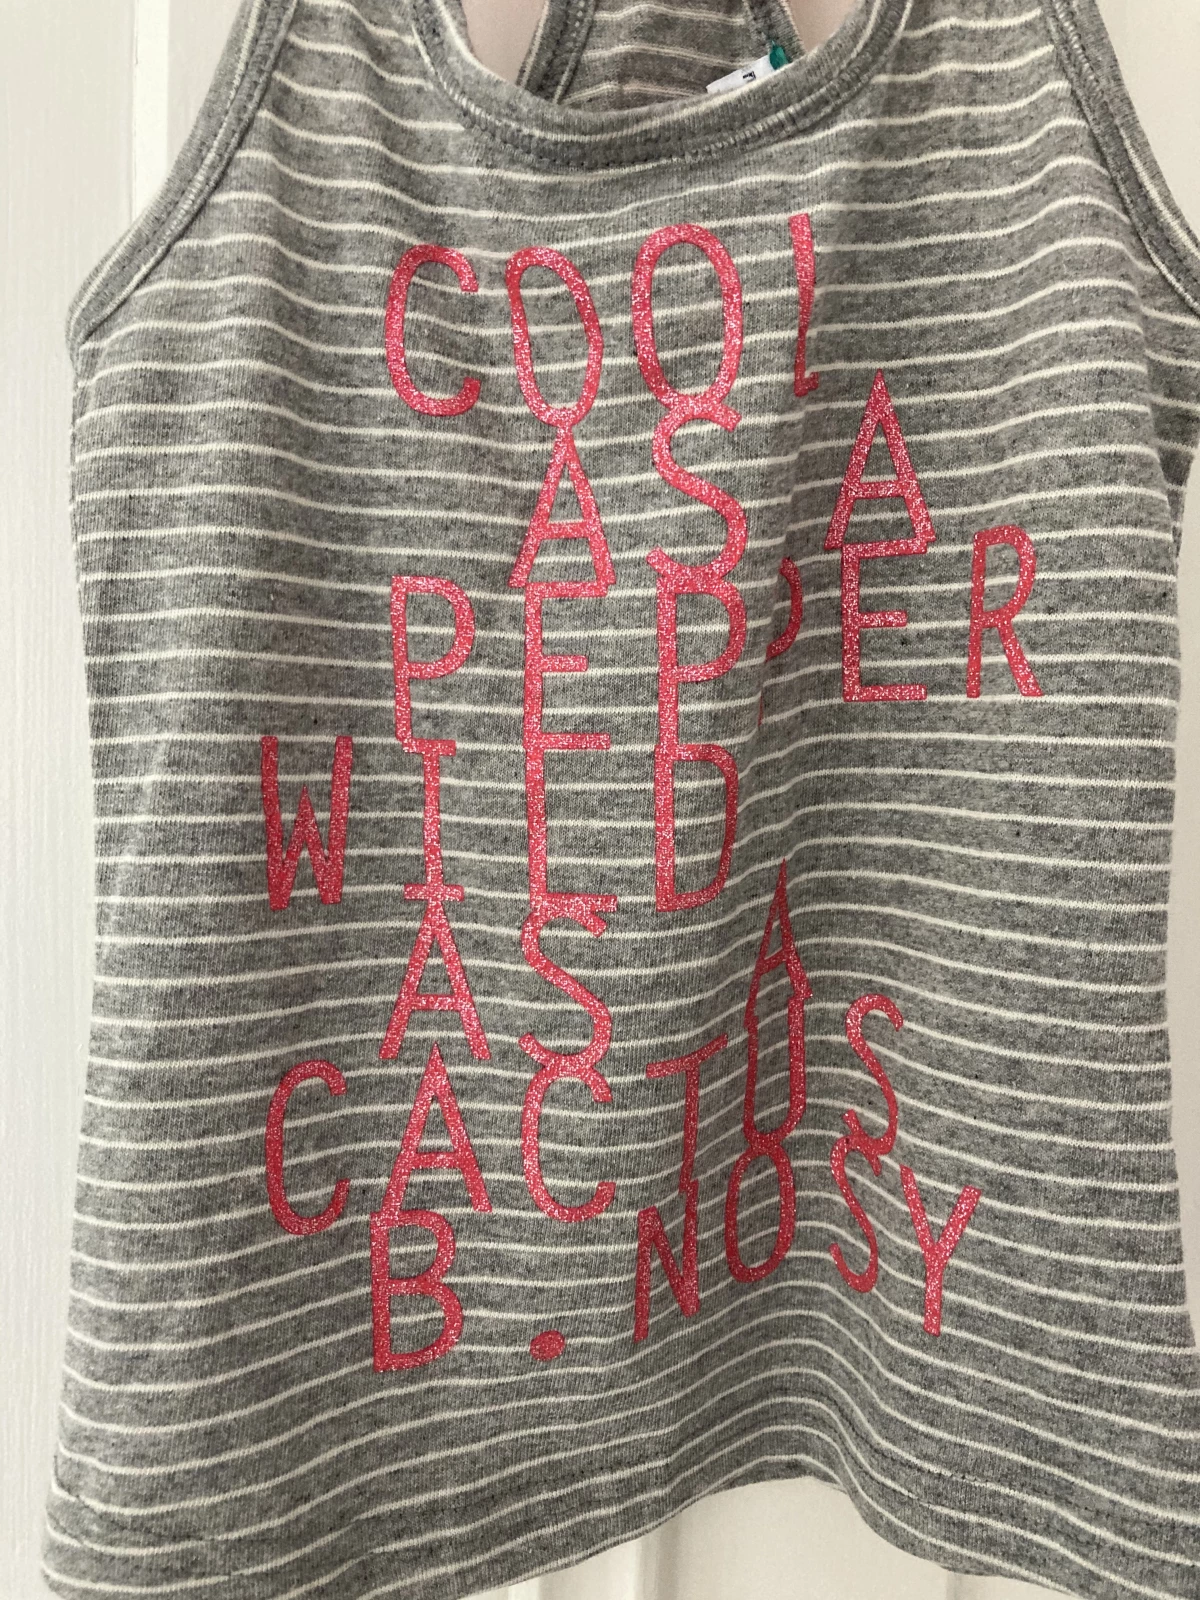 COOL
AS A
PEPPER
WILD
AS A
CACTUS
B.NOSY